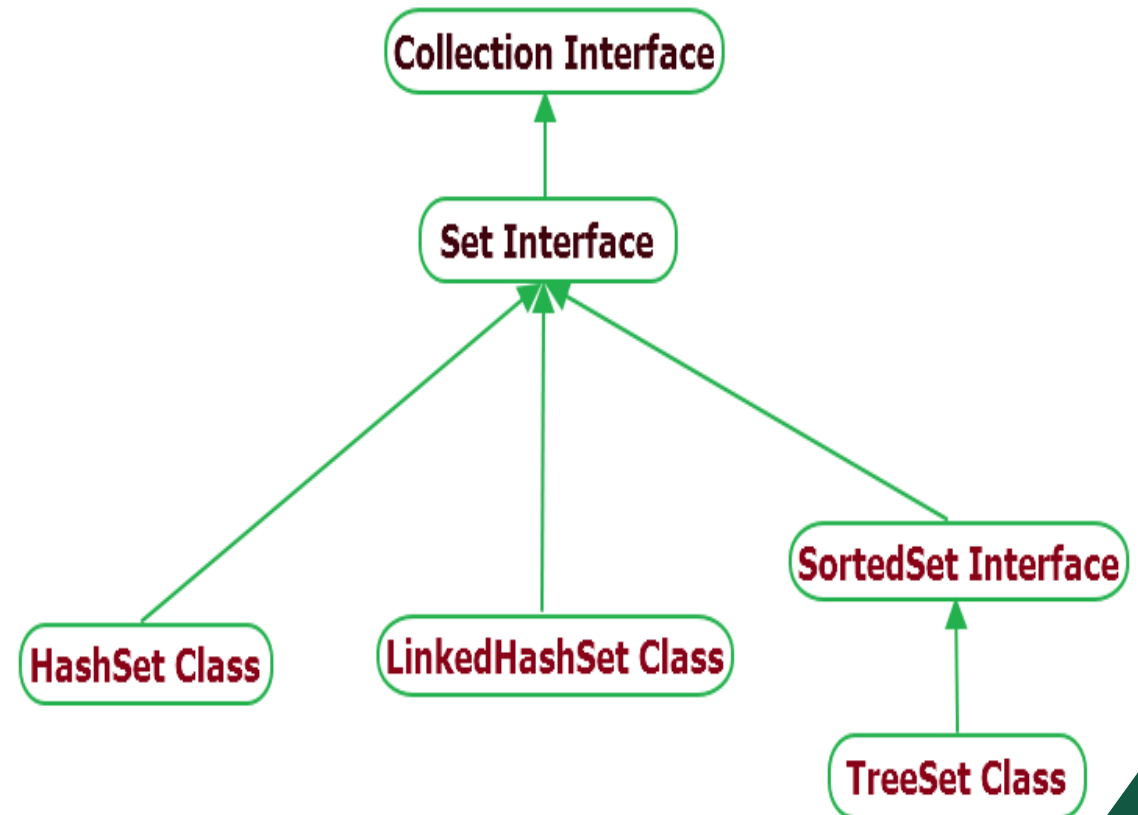 Collection Interface
Set Interface
SortedSet Interface
HashSet Class
LinkedHashSet Class
TreeSet Class